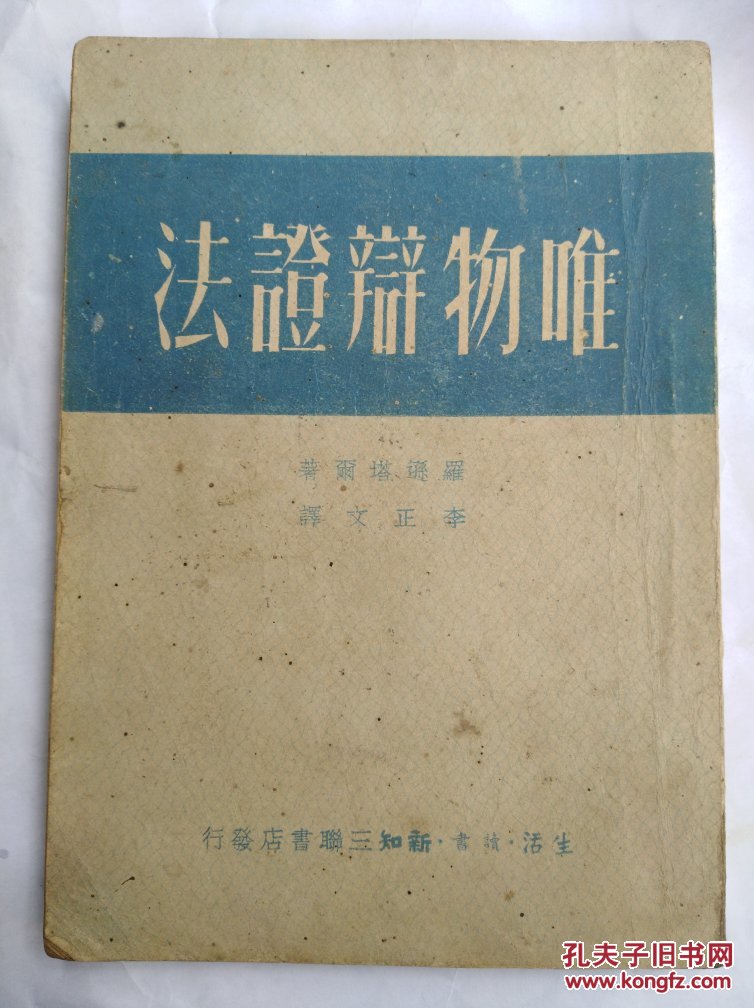 唯物辯證法
羅遜塔爾著
李正文譯
生活·讀書·新知三聯書店發行
孔夫子旧书网
www.kongfz.com